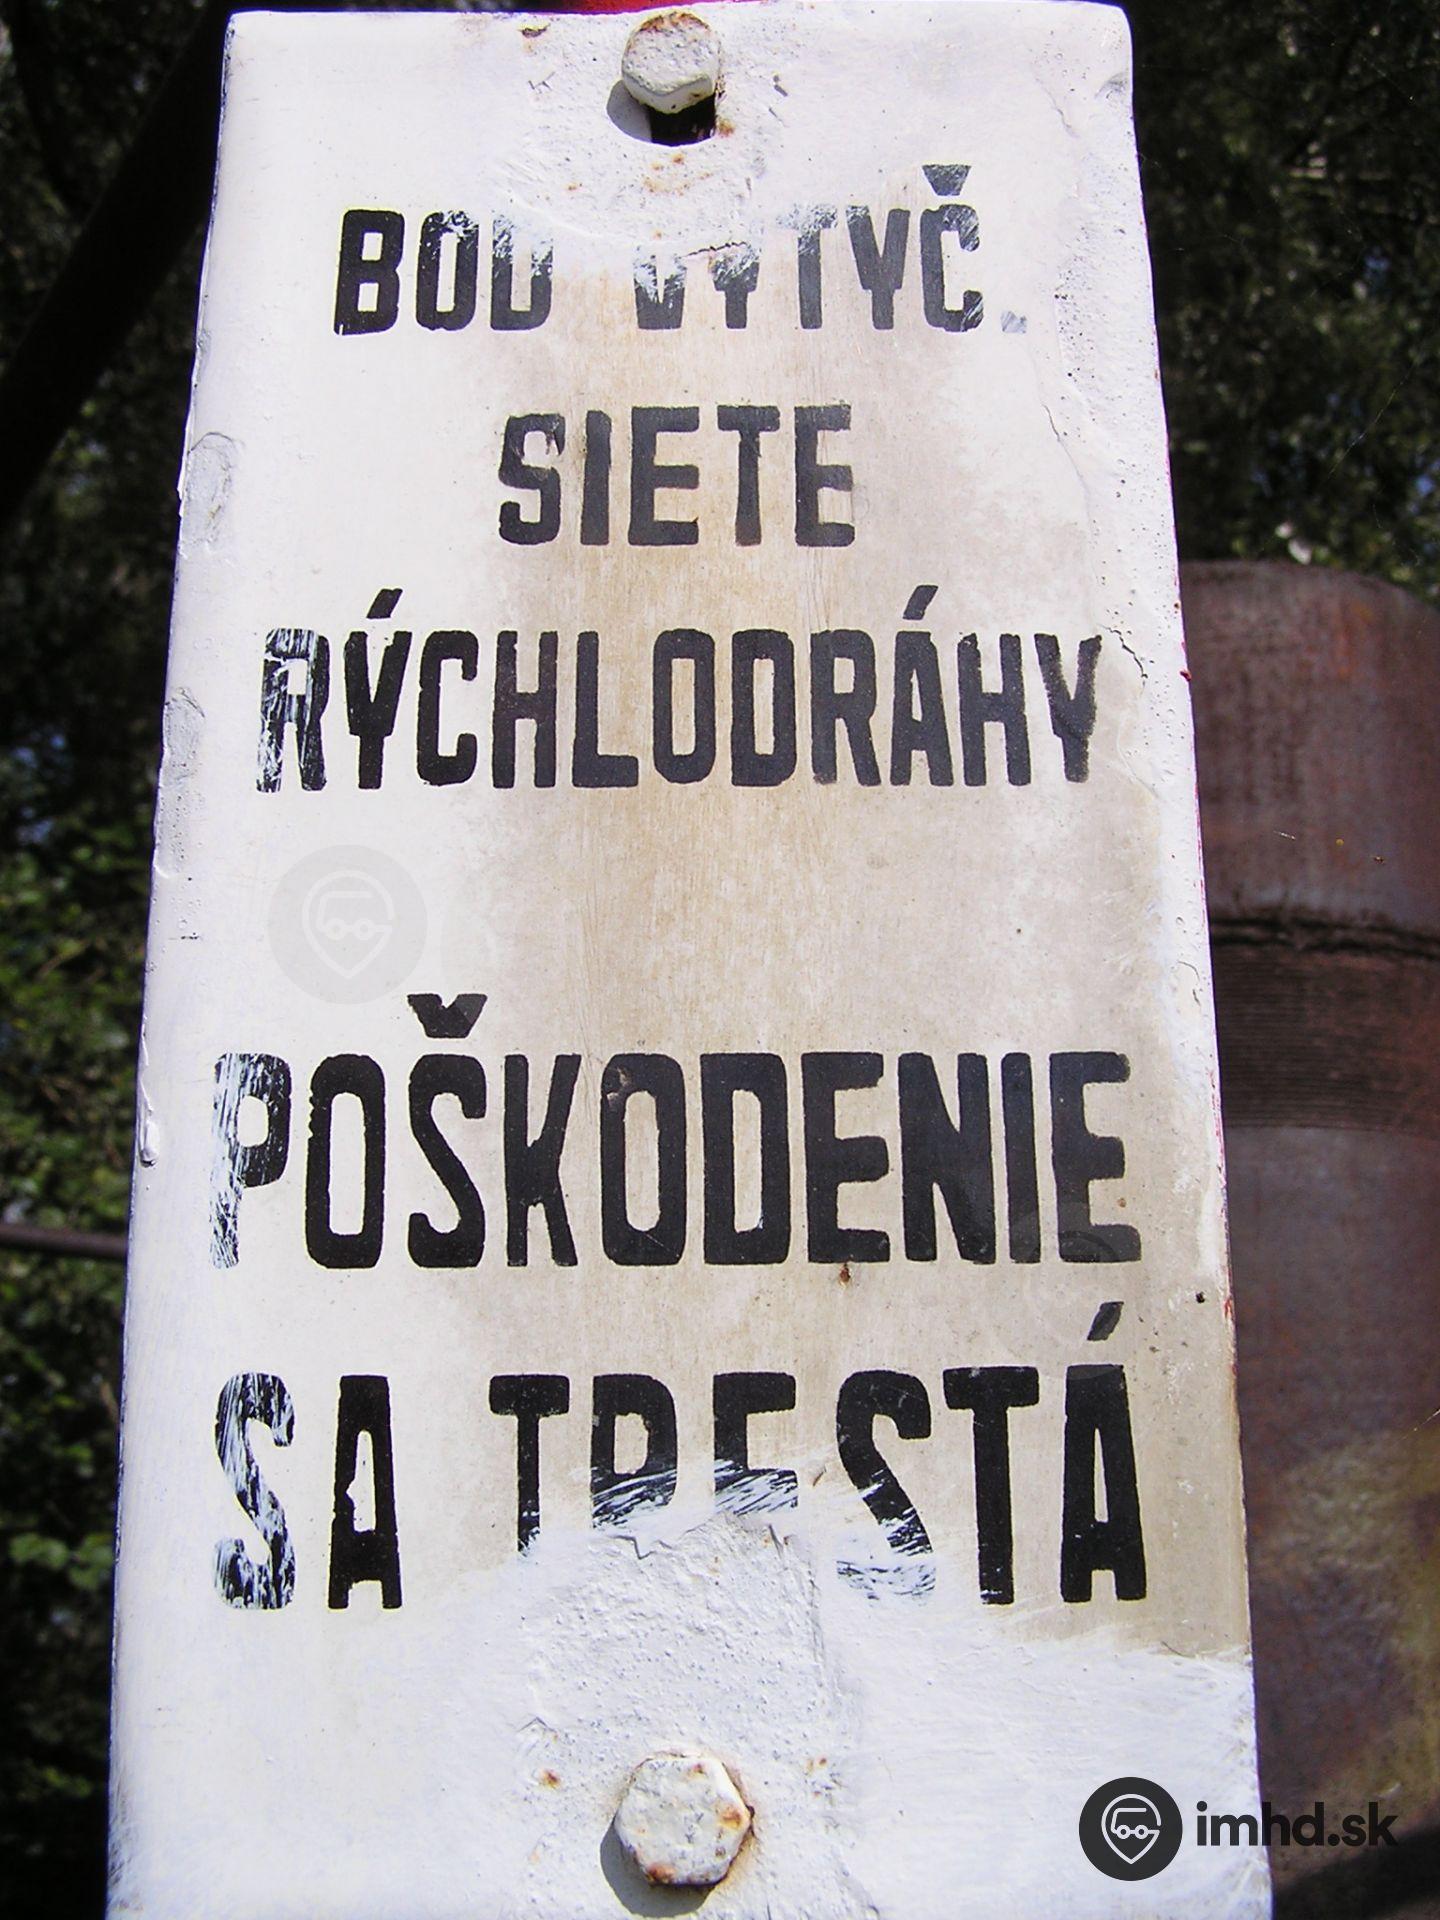 BOD VYTYČ.
SIETE
RÝCHLODRÁHY
POŠKODENIE
SA TRESTÁ
imhd.sk